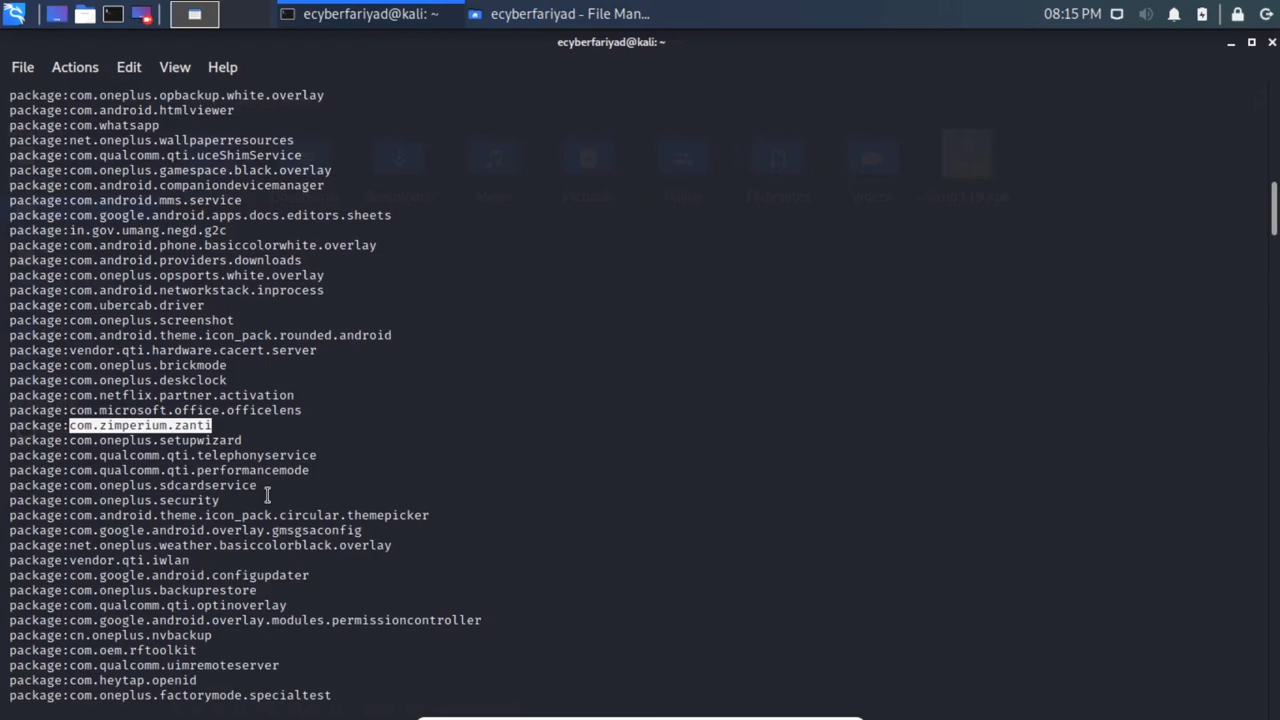 ecyberfariyad@kali: ~
ecyberfariyad - File Man...
08:15 PM
ecyberfariyad@kali: ~
File Actions Edit View Help
package:com.oneplus.opbackup.white.overlay
package:com.android.htmlviewer
package:com.whatsapp
package:net.oneplus.wallpaperresources
package:com.qualcomm.qti.uceShimService
package:com.oneplus.gamespace.black.overlay
package:com.android.companiondevicemanager
package:com.android.mms.service
package:com.google.android.apps.docs.editors.sheets
package:in.gov.umang.negd.g2c
package:com.android.phone.basiccolorwhite.overlay
package:com.android.providers.downloads
package:com.oneplus.opsports.white.overlay
package:com.android.networkstack.inprocess
package:com.ubercab.driver
package:com.oneplus.screenshot
package:com.android.theme.icon_pack.rounded.android
package:vendor.qti.hardware.cacert.server
package:com.oneplus.brickmode
package:com.oneplus.deskclock
package:com.netflix.partner.activation
package:com.microsoft.office.officelens
package:com.zimperium.zanti
package:com.oneplus.setupwizard
package:com.qualcomm.qti.telephonyservice
package:com.qualcomm.qti.performancemode
package:com.oneplus.sdcardservice
package:com.oneplus.security
package:com.android.theme.icon_pack.circular.themepicker
package:com.google.android.overlay.gmsgsaconfig
package:net.oneplus.weather.basiccolorblack.overlay
package:vendor.qti.iwlan
package:com.google.android.configupdater
package:com.oneplus.backuprestore
package:com.qualcomm.qti.optinoverlay
package:com.google.android.overlay.modules.permissioncontroller
package:cn.oneplus.nvbackup
package:com.oem.rftoolkit
package:com.qualcomm.uimremoteserver
package:com.heytap.openid
package:com.oneplus.factorymode.specialtest